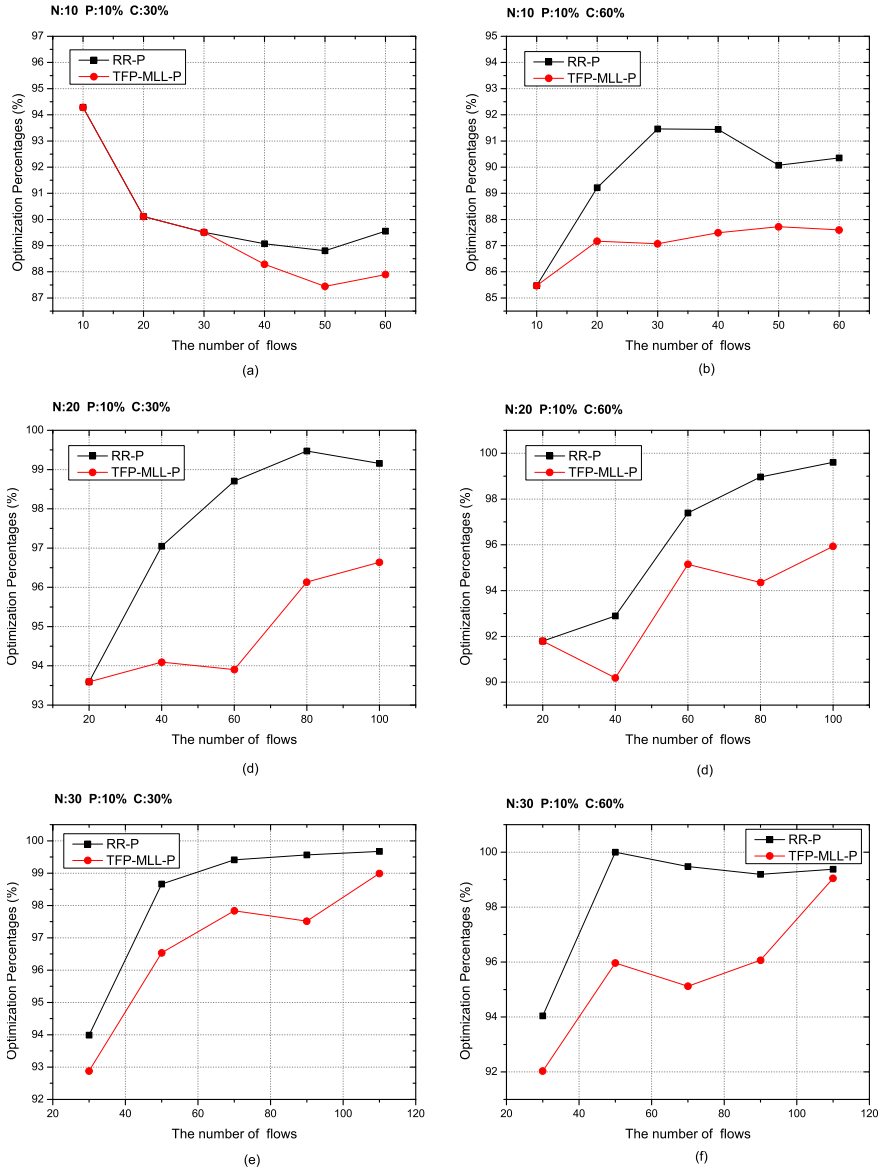 N:10 P:10% C:30%
97
96
95
94
93
92
91
90
89
88
87
Optimization Percentages (%)
RR-P
TFP-MLL-P
10 20 30 40 50 60
The number of flows
(a)
N:10 P:10% C:60%
95
94
93
92
91
90
89
88
87
86
85
Optimization Percentages (%)
RR-P
TFP-MLL-P
10 20 30 40 50 60
The number of flows
(b)
N:20 P:10% C:30%
100
99
98
97
96
95
94
93
Optimization Percentages (%)
RR-P
TFP-MLL-P
20 40 60 80 100
The number of flows
(d)
N:20 P:10% C:60%
100
98
96
94
92
90
Optimization Percentages (%)
RR-P
TFP-MLL-P
20 40 60 80 100
The number of flows
(d)
N:30 P:10% C:30%
100
99
98
97
96
95
94
93
92
Optimization Percentages (%)
RR-P
TFP-MLL-P
20 40 60 80 100 120
The number of flows
(e)
N:30 P:10% C:60%
100
98
96
94
92
Optimization Percentages (%)
RR-P
TFP-MLL-P
20 40 60 80 100 120
The number of flows
(f)